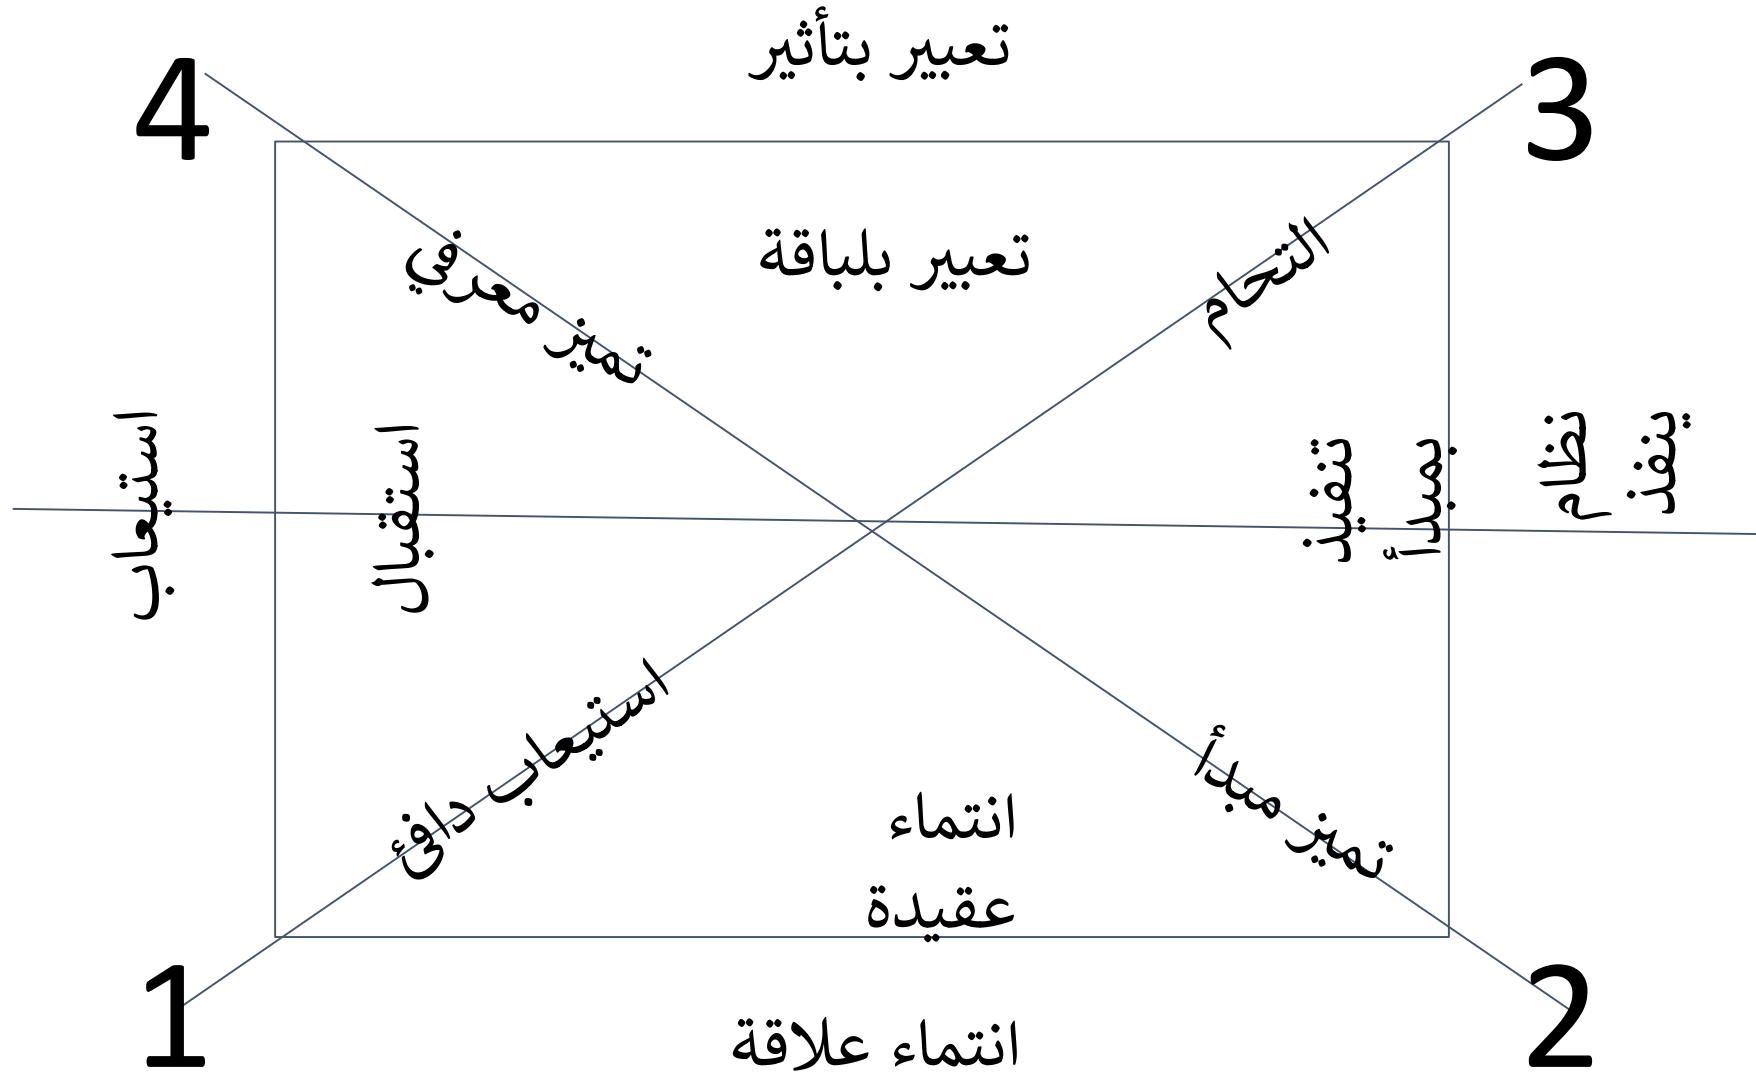 تعبير بتأثير
4
3
تعبير بلباقة
تميز معرفي
التحام
استيعاب
استقبال
تنفيذ
بمبدأ
نظام
ينفذ
استيعاب دافئ
تميز مبدأ
انتماء
عقيدة
1
2
انتماء علاقة